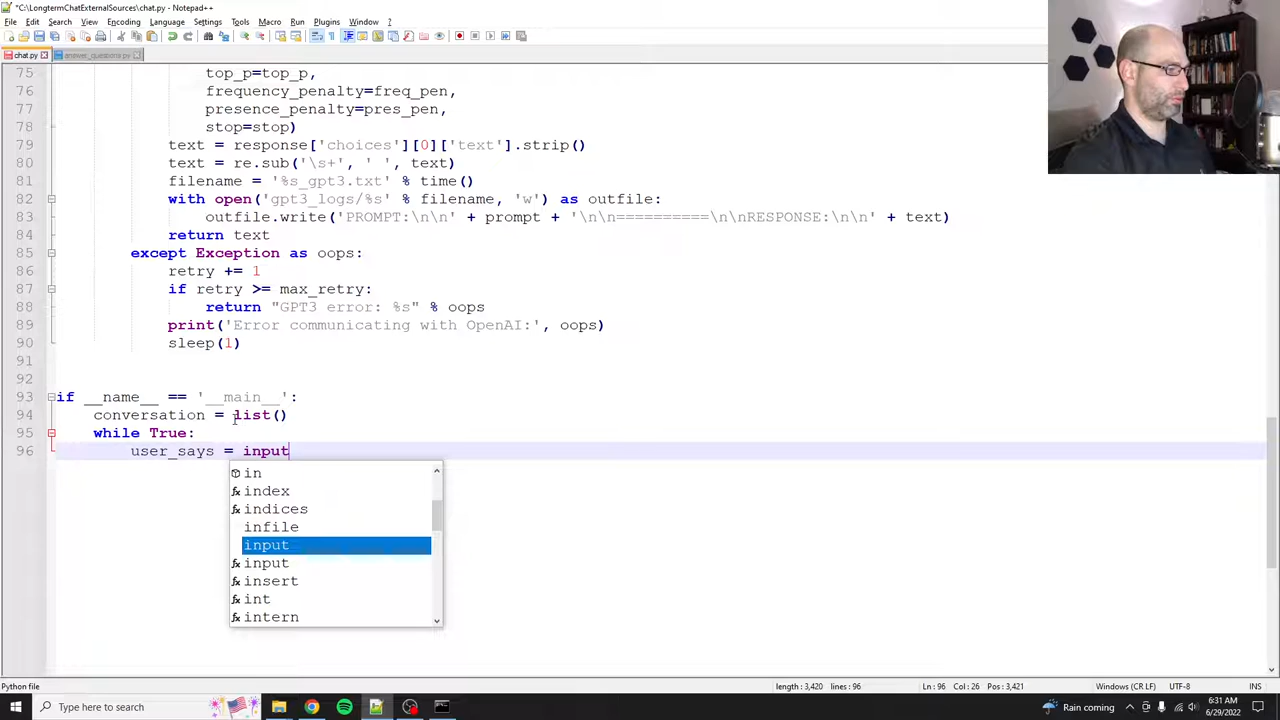 *C:\LongtermChatExternalSources\chat.py - Notepad++
File Edit Search View Encoding Language Settings Tools Macro Run Plugins Window ?
chat.py answer_questions.py
75 top_p=top_p,
76 frequency_penalty=freq_pen,
77 presence_penalty=pres_pen,
78 stop=stop)
79 text = response['choices'][0]['text'].strip()
80 text = re.sub('\s+', ' ', text)
81 filename = '%s_gpt3.txt' % time()
82 with open('gpt3_logs/%s' % filename, 'w') as outfile:
83 outfile.write('PROMPT:\n\n' + prompt + '\n\n==========\n\nRESPONSE:\n\n' + text)
84 return text
85 except Exception as oops:
86 retry += 1
87 if retry >= max_retry:
88 return "GPT3 error: %s" % oops
89 print('Error communicating with OpenAI:', oops)
90 sleep(1)
91
92
93 if __name__ == '__main__':
94 conversation = list()
95 while True:
96 user_says = input
in
index
indices
infile
input
input
insert
int
intern
Python file length : 3,420 lines : 96 Ln : 96 Col : 26 Pos : 3,421 Windows (CR LF) UTF-8 INS
Type here to search Rain coming 6:31 AM
6/29/2022